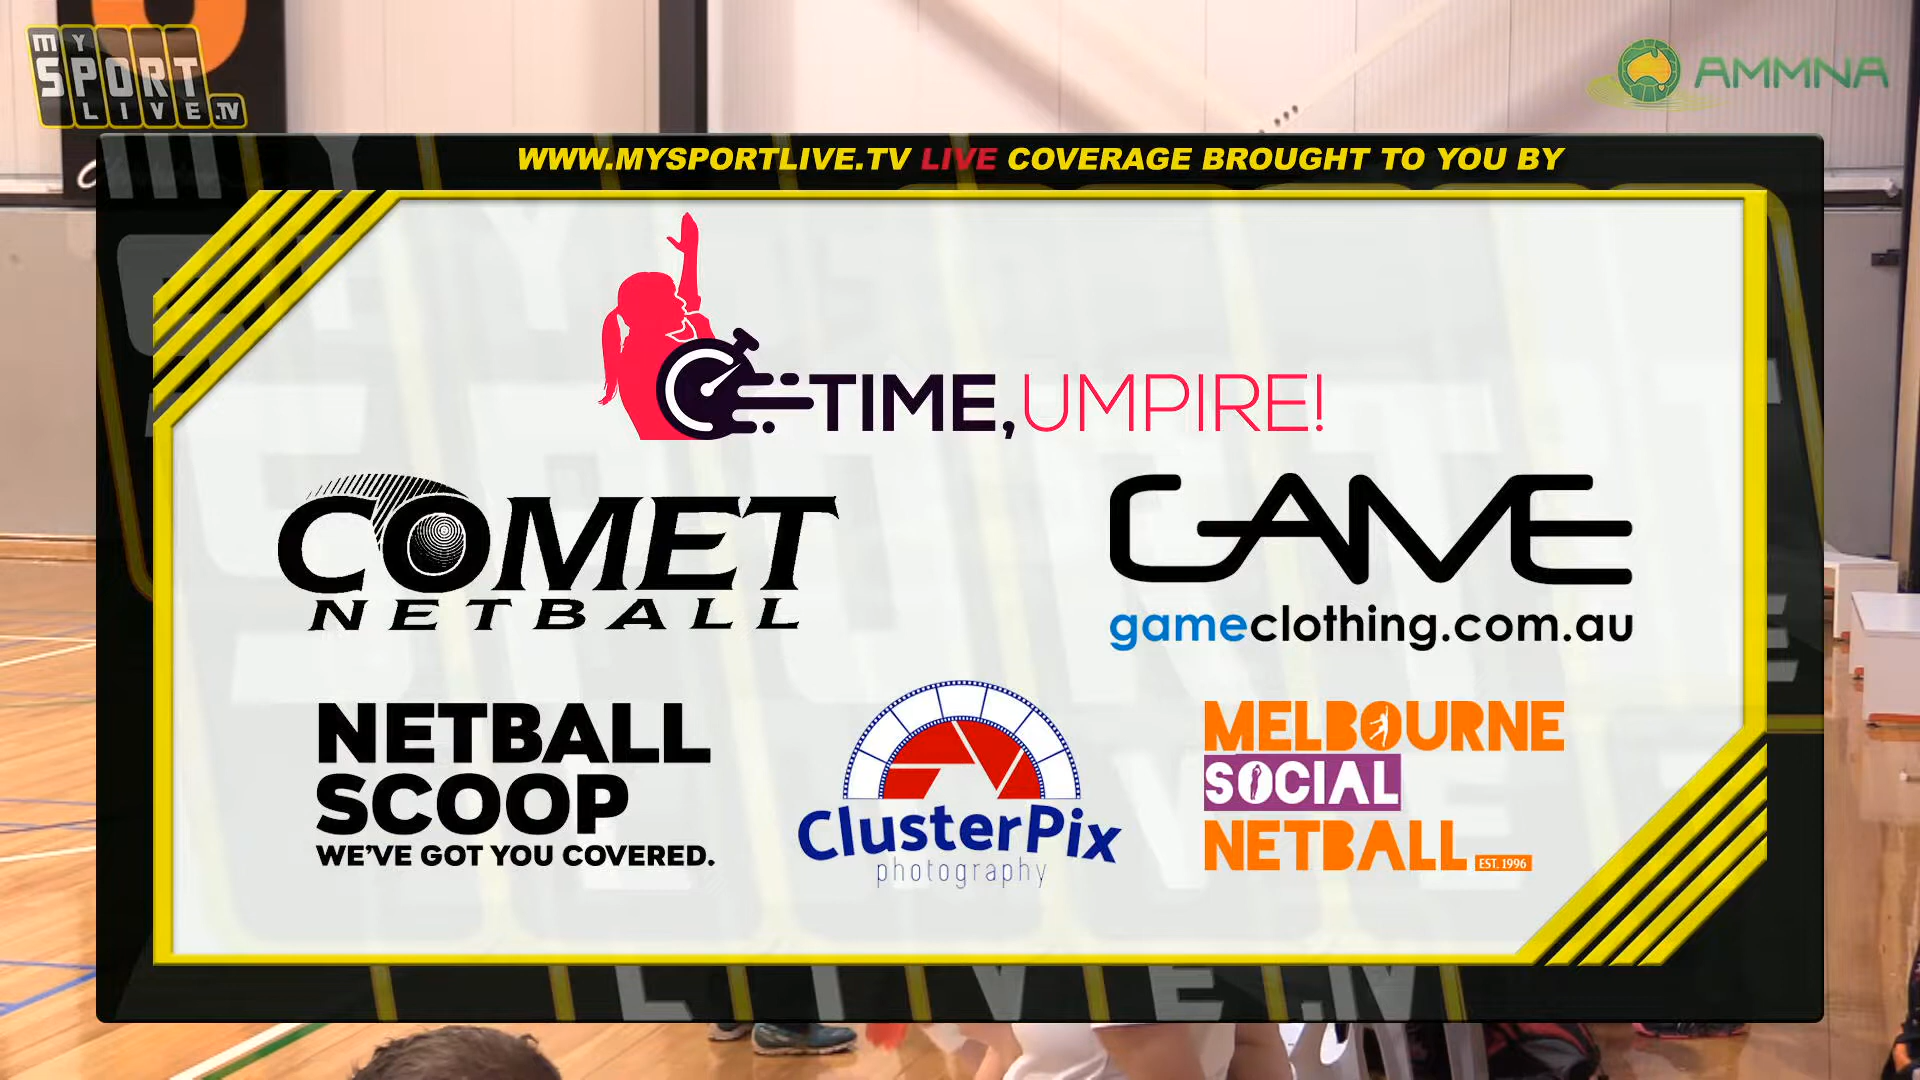 MY
SPORT
LIVE.TV
AMMNA
WWW.MYSPORTLIVE.TV LIVE COVERAGE BROUGHT TO YOU BY
TIME, UMPIRE!
COMET
NETBALL
GAME
gameclothing.com.au
NETBALL
SCOOP
WE'VE GOT YOU COVERED.
ClusterPix
photography
MELBOURNE
SOCIAL
NETBALL EST. 1996